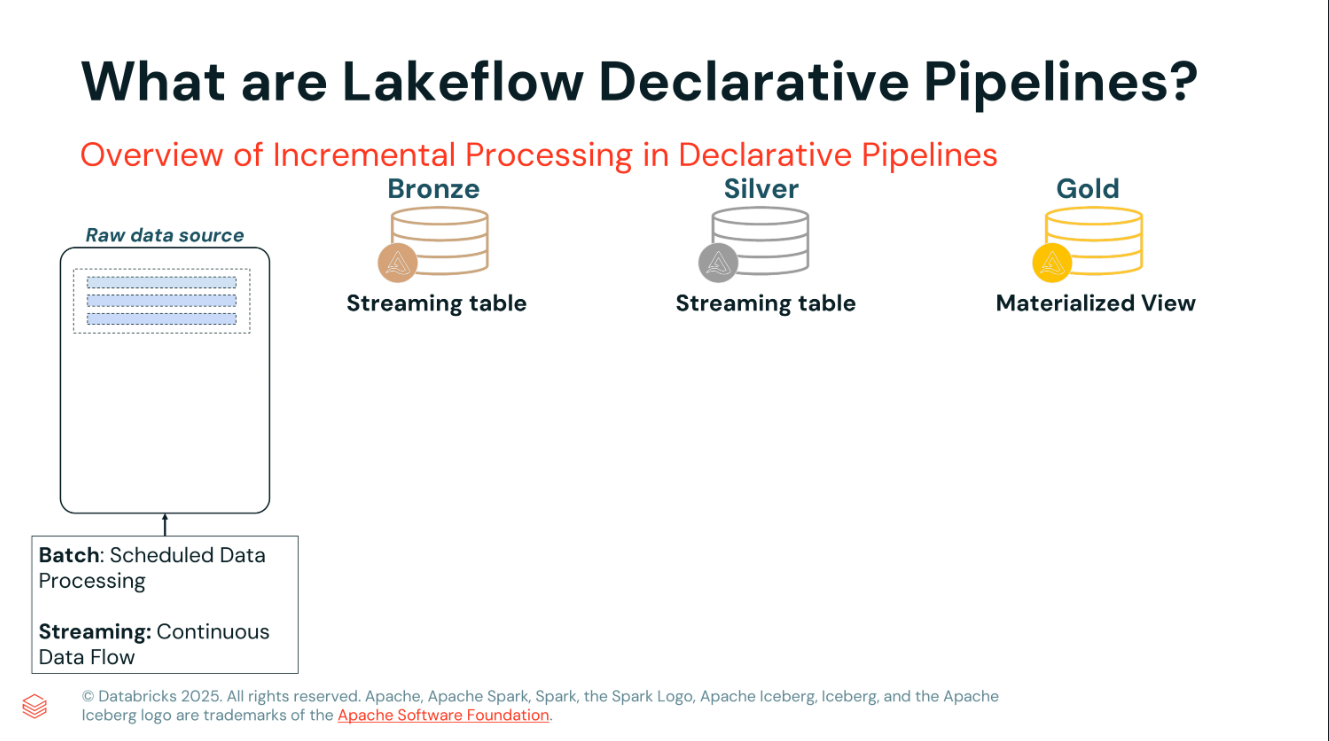 What are Lakeflow Declarative Pipelines?
Overview of Incremental Processing in Declarative Pipelines
Bronze
Silver
Gold
Raw data source
Streaming table
Streaming table
Materialized View
Batch: Scheduled Data
Processing
Streaming: Continuous
Data Flow
© Databricks 2025. All rights reserved. Apache, Apache Spark, Spark, the Spark Logo, Apache Iceberg, Iceberg, and the Apache
Iceberg logo are trademarks of the Apache Software Foundation.